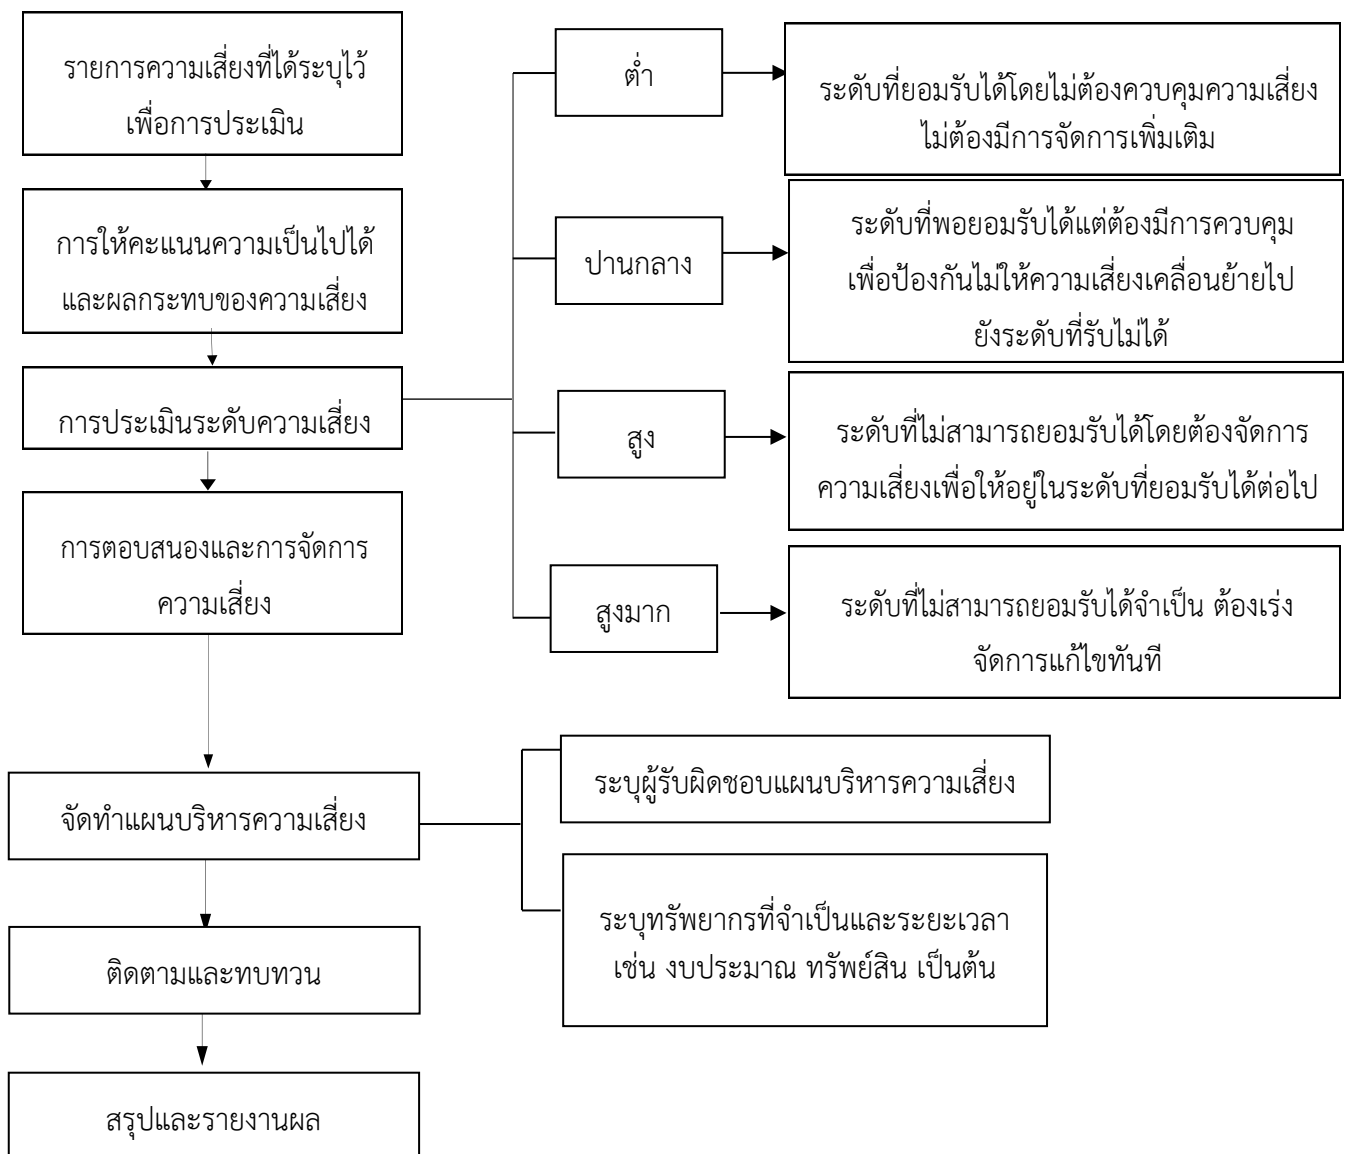 รายการความเสี่ยงที่ได้ระบุไว้
เพื่อการประเมิน
การให้คะแนนความเป็นไปได้
และผลกระทบของความเสี่ยง
การประเมินระดับความเสี่ยง
การตอบสนองและการจัดการ
ความเสี่ยง
จัดทำแผนบริหารความเสี่ยง
ติดตามและทบทวน
สรุปและรายงานผล
ต่ำ
ระดับที่ยอมรับได้โดยไม่ต้องควบคุมความเสี่ยง
ไม่ต้องมีการจัดการเพิ่มเติม
ปานกลาง
ระดับที่พอยอมรับได้แต่ต้องมีการควบคุม
เพื่อป้องกันไม่ให้ความเสี่ยงเคลื่อนย้ายไป
ยังระดับที่รับไม่ได้
สูง
ระดับที่ไม่สามารถยอมรับได้โดยต้องจัดการ
ความเสี่ยงเพื่อให้อยู่ในระดับที่ยอมรับได้ต่อไป
สูงมาก
ระดับที่ไม่สามารถยอมรับได้จำเป็น ต้องเร่ง
จัดการแก้ไขทันที
ระบุผู้รับผิดชอบแผนบริหารความเสี่ยง
ระบุทรัพยากรที่จำเป็นและระยะเวลา
เช่น งบประมาณ ทรัพย์สิน เป็นต้น